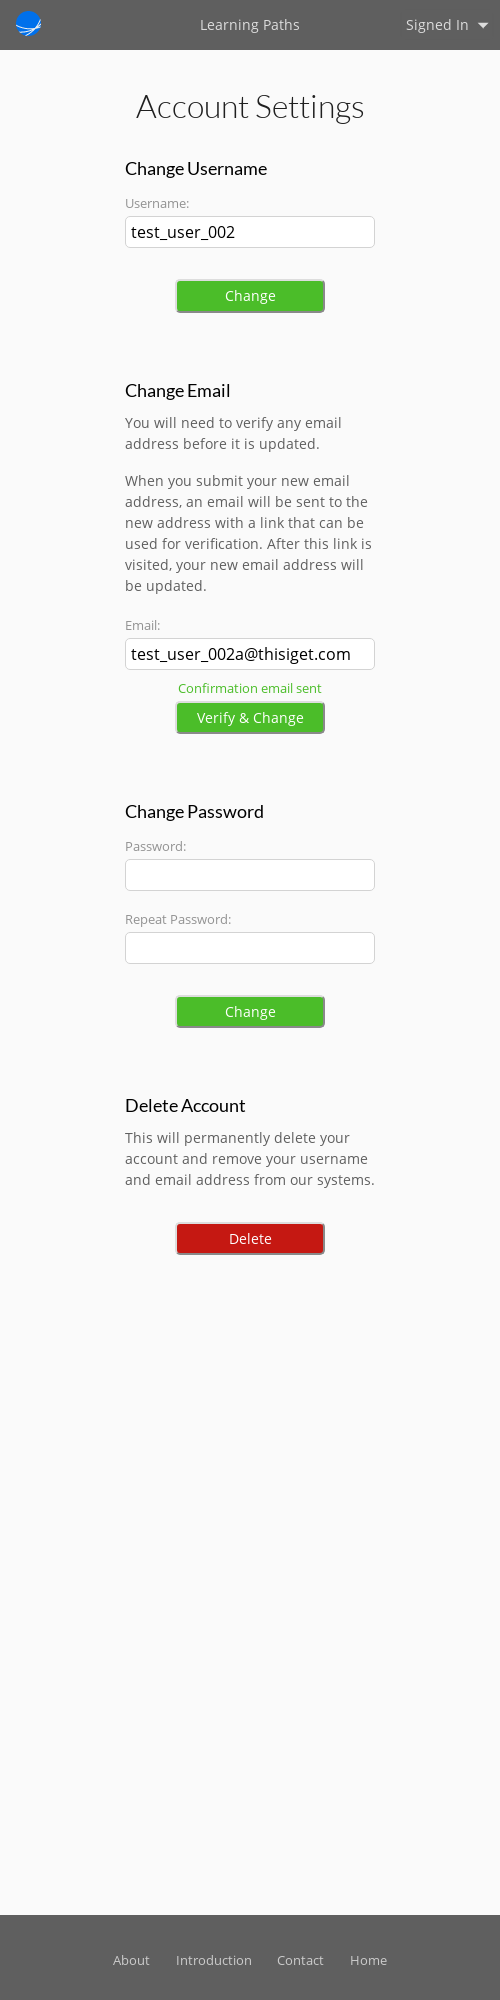 Learning Paths
Signed In
Account Settings
Change Username
Username:
test_user_002
Change
Change Email
You will need to verify any email
address before it is updated.
When you submit your new email
address, an email will be sent to the
new address with a link that can be
used for verification. After this link is
visited, your new email address will
be updated.
Email:
test_user_002a@thisiget.com
Confirmation email sent
Verify & Change
Change Password
Password:
Repeat Password:
Change
Delete Account
This will permanently delete your
account and remove your username
and email address from our systems.
Delete
About Introduction Contact Home